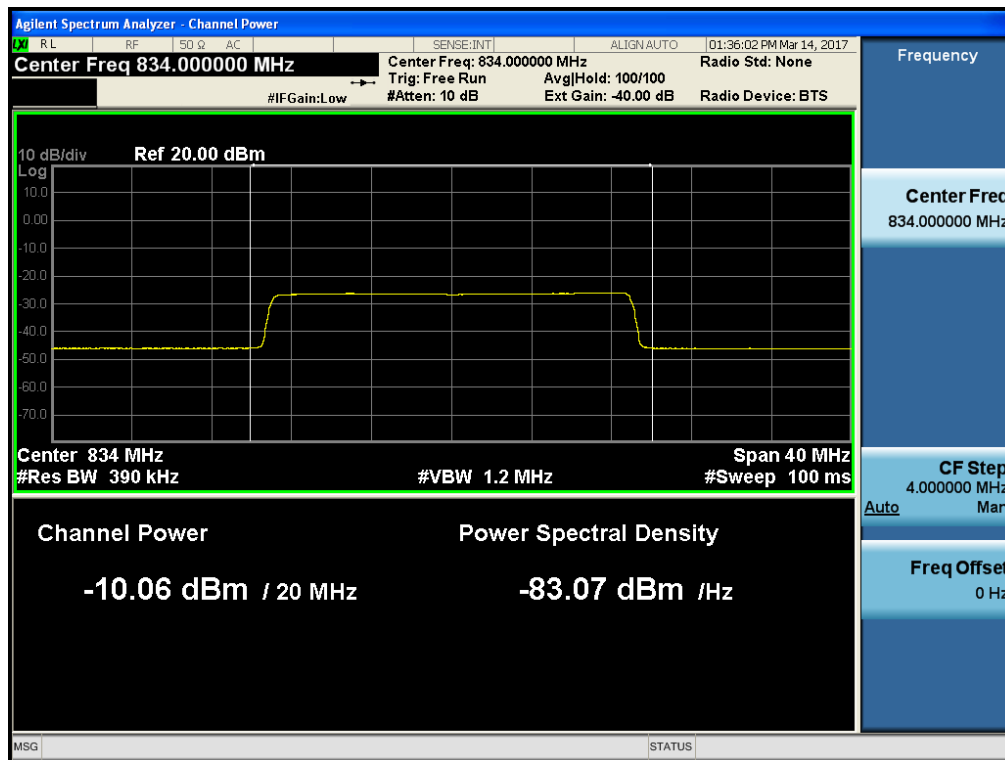 Agilent Spectrum Analyzer - Channel Power
LXI RL RF 50 Ω AC SENSE:INT ALIGN AUTO 01:36:02 PM Mar 14, 2017
Center Freq 834.000000 MHz
Center Freq: 834.000000 MHz Radio Std: None
Trig: Free Run Avg|Hold: 100/100
#IFGain:Low #Atten: 10 dB Ext Gain: -40.00 dB Radio Device: BTS
10 dB/div Ref 20.00 dBm
Log
10.0
0.00
-10.0
-20.0
-30.0
-40.0
-50.0
-60.0
-70.0
Center 834 MHz Span 40 MHz
#Res BW 390 kHz #VBW 1.2 MHz #Sweep 100 ms
Channel Power Power Spectral Density
-10.06 dBm / 20 MHz -83.07 dBm /Hz
Frequency
Center Freq
834.000000 MHz
CF Step
4.000000 MHz
Auto Man
Freq Offset
0 Hz
MSG STATUS